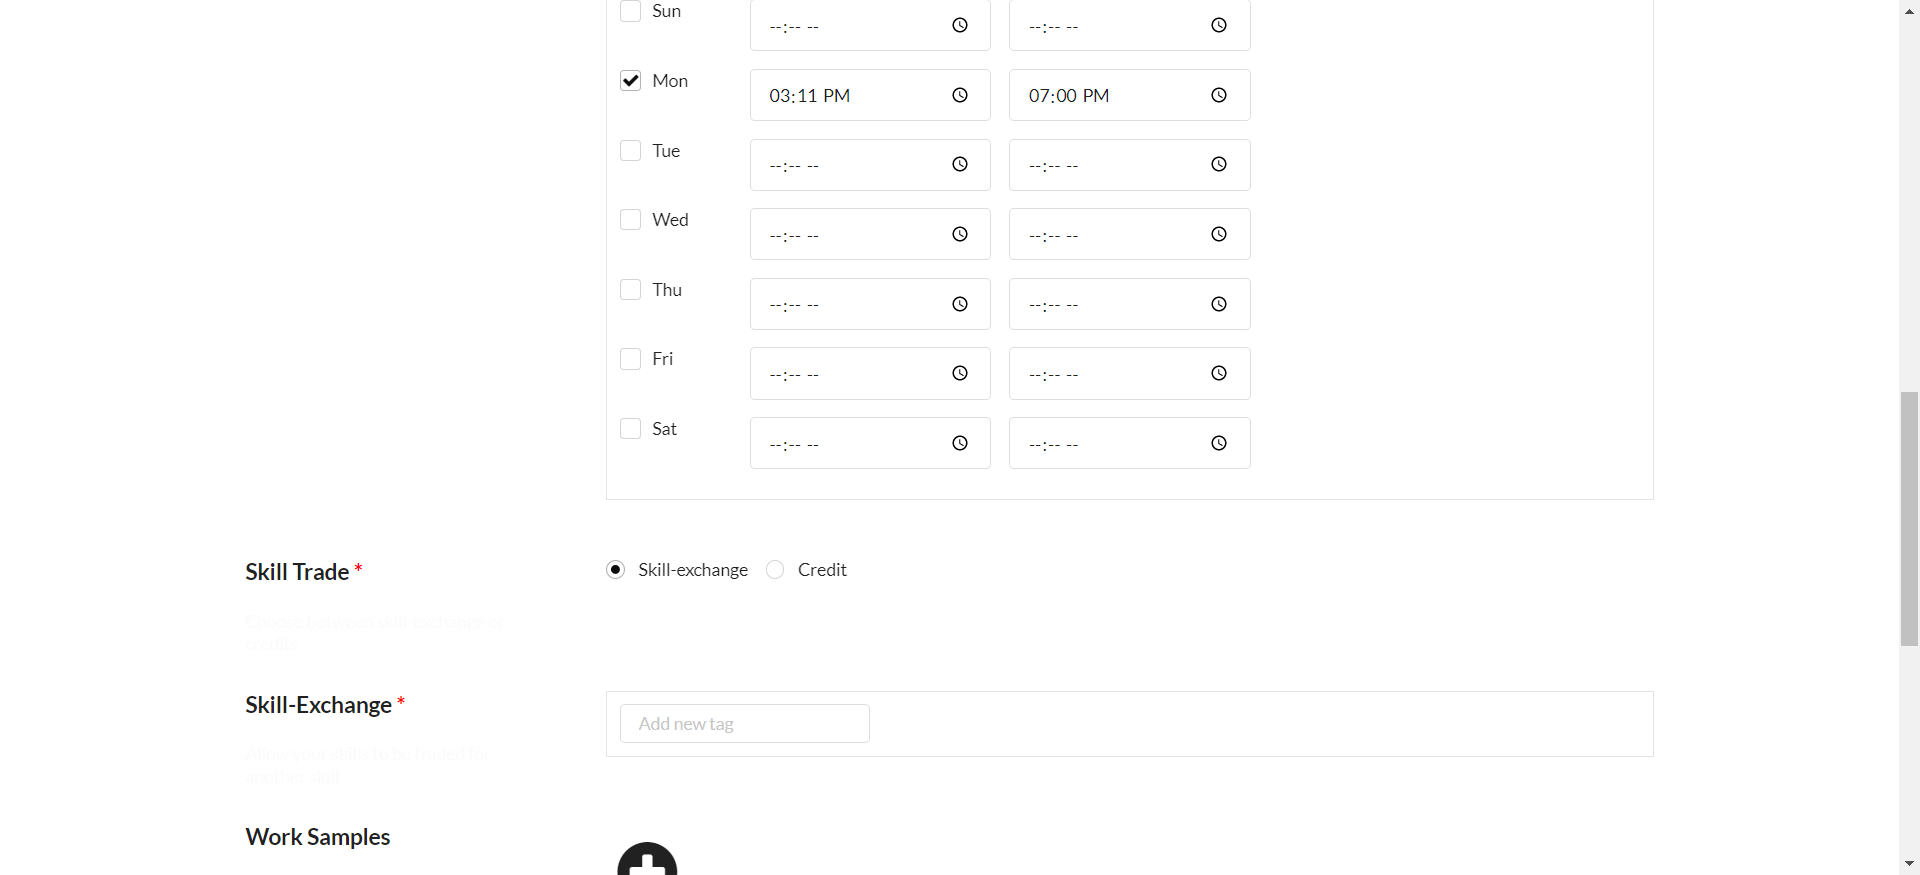 Sun --:-- -- --:-- --
Mon 03:11 PM 07:00 PM
Tue --:-- -- --:-- --
Wed --:-- -- --:-- --
Thu --:-- -- --:-- --
Fri --:-- -- --:-- --
Sat --:-- -- --:-- --
Skill Trade * Skill-exchange Credit
Choose between skill-exchange or
credits
Skill-Exchange * Add new tag
Allow your skills to be traded for
another skill
Work Samples